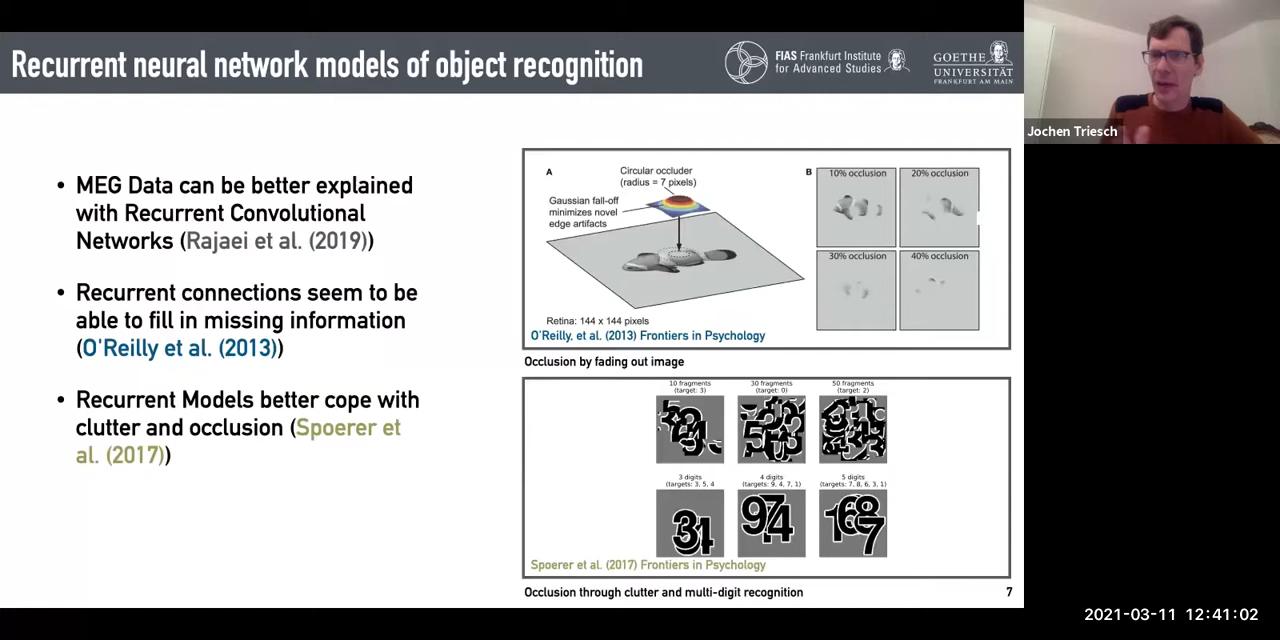 Recurrent neural network models of object recognition
FIAS Frankfurt Institute
for Advanced Studies
GOETHE
UNIVERSITÄT
FRANKFURT AM MAIN
Jochen Triesch
• MEG Data can be better explained
with Recurrent Convolutional
Networks (Rajaei et al. (2019))
• Recurrent connections seem to be
able to fill in missing information
(O'Reilly et al. (2013))
• Recurrent Models better cope with
clutter and occlusion (Spoerer et
al. (2017))
A
Circular occluder
(radius = 7 pixels)
Gaussian fall-off
minimizes novel
edge artifacts
Retina: 144 x 144 pixels
B
10% occlusion
20% occlusion
30% occlusion
40% occlusion
O'Reilly, et al. (2013) Frontiers in Psychology
Occlusion by fading out image
10 fragments
(target: 3)
30 fragments
(target: 0)
50 fragments
(target: 2)
3 digits
(targets: 3, 5, 4
4 digits
(targets: 9, 4, 7, 1)
5 digits
(targets: 7, 8, 6, 3, 1)
Spoerer et al. (2017) Frontiers in Psychology
Occlusion through clutter and multi-digit recognition
7
2021-03-11 12:41:02